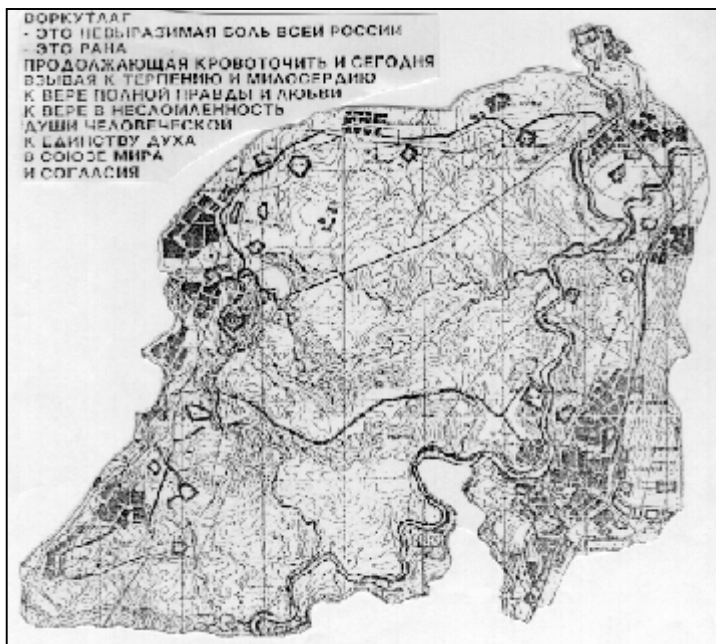 ВОРКУТЛАГ
- ЭТО НЕВЫРАЗИМАЯ БОЛЬ ВСЕЙ РОССИИ
- ЭТО РАНА
ПРОДОЛЖАЮЩАЯ КРОВОТОЧИТЬ И СЕГОДНЯ
ВЗЫВАЯ К ТЕРПЕНИЮ И МИЛОСЕРДИЮ
К ВЕРЕ ПОЛНОЙ ПРАВДЫ И ЛЮБВИ
К ВЕРЕ В НЕСЛОМЛЕННОСТЬ
ДУШИ ЧЕЛОВЕЧЕСКОЙ
К ЕДИНСТВУ ДУХА
В СОЮЗЕ МИРА
И СОГЛАСИЯ